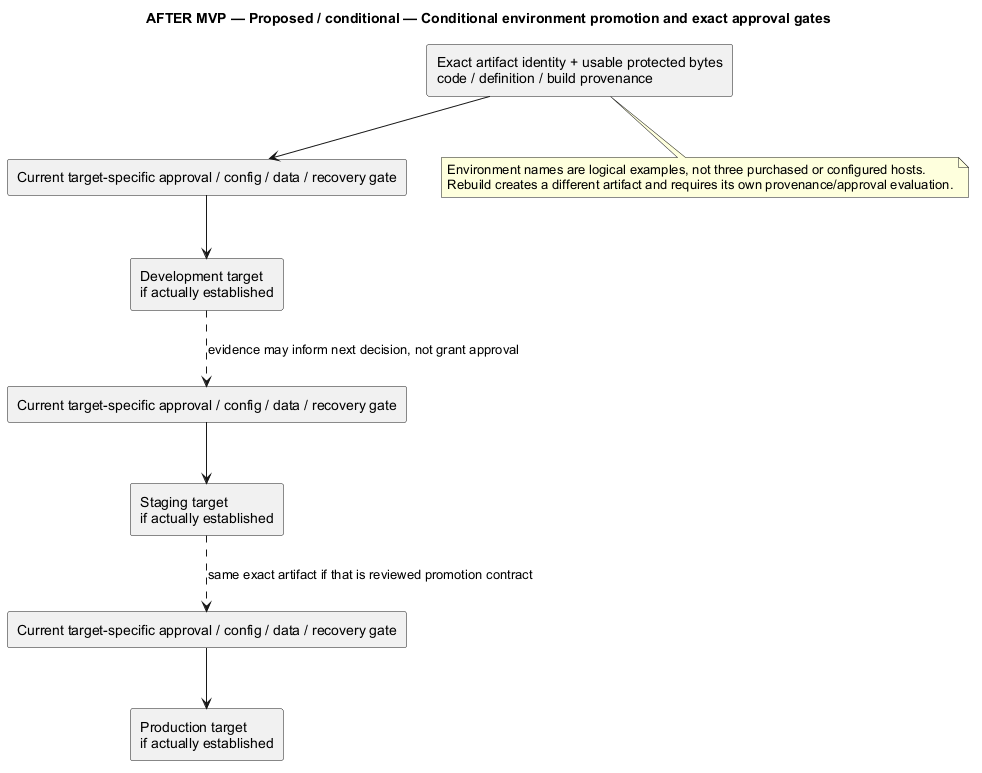 AFTER MVP — Proposed / conditional — Conditional environment promotion and exact approval gates
Exact artifact identity + usable protected bytes
code / definition / build provenance
Current target-specific approval / config / data / recovery gate
Environment names are logical examples, not three purchased or configured hosts.
Rebuild creates a different artifact and requires its own provenance/approval evaluation.
Development target
if actually established
evidence may inform next decision, not grant approval
Current target-specific approval / config / data / recovery gate
Staging target
if actually established
same exact artifact if that is reviewed promotion contract
Current target-specific approval / config / data / recovery gate
Production target
if actually established